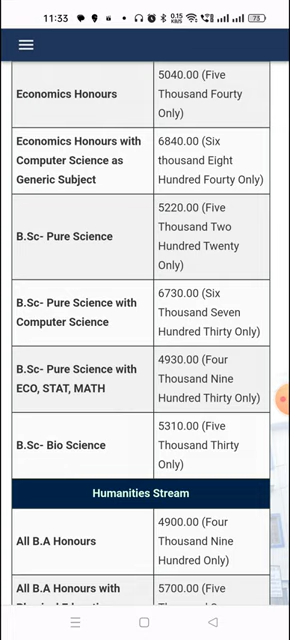 11:33
0.15
KB/S
73
5040.00 (Five
Economics Honours
Thousand Fourty
Only)
Economics Honours with
Computer Science as
Generic Subject
6840.00 (Six
thousand Eight
Hundred Fourty Only)
B.Sc- Pure Science
5220.00 (Five
Thousand Two
Hundred Twenty
Only)
B.Sc- Pure Science with
Computer Science
6730.00 (Six
Thousand Seven
Hundred Thirty Only)
B.Sc- Pure Science with
ECO, STAT, MATH
4930.00 (Four
Thousand Nine
Hundred Thirty Only)
B.Sc- Bio Science
5310.00 (Five
Thousand Thirty
Only)
Humanities Stream
All B.A Honours
4900.00 (Four
Thousand Nine
Hundred Only)
All B.A Honours with
5700.00 (Five